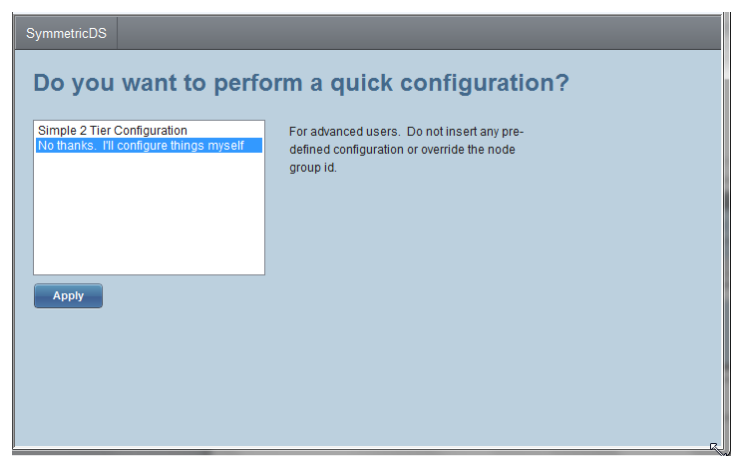 SymmetricDS
Do you want to perform a quick configuration?
Simple 2 Tier Configuration
No thanks.  I'll configure things myself
For advanced users.  Do not insert any pre-
defined configuration or override the node
group id.
Apply